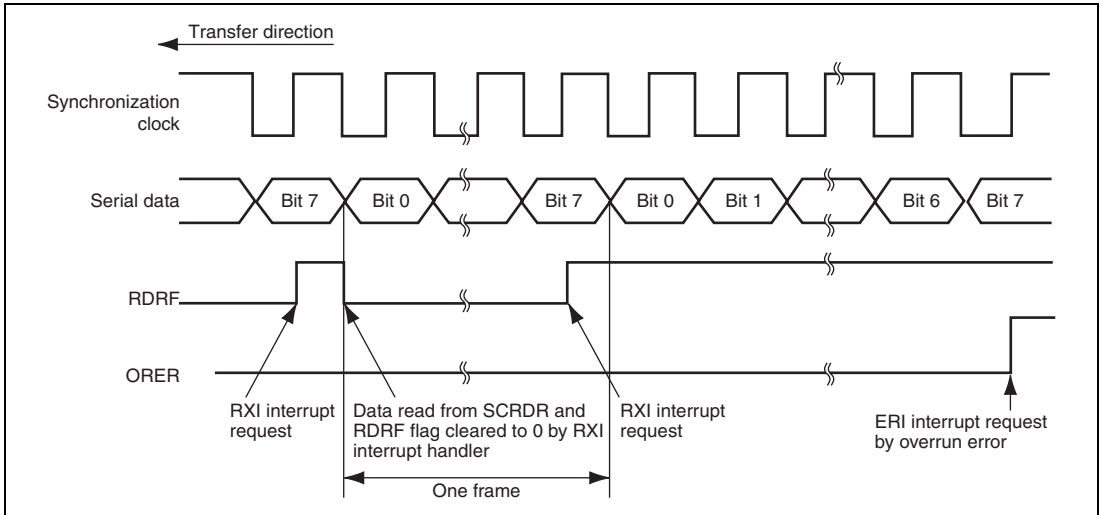 Transfer direction
Synchronization
clock
Serial data
Bit 7
Bit 0
Bit 7
Bit 0
Bit 1
Bit 6
Bit 7
RDRF
ORER
RXI interrupt
request
Data read from SCRDR and
RDRF flag cleared to 0 by RXI
interrupt handler
RXI interrupt
request
ERI interrupt request
by overrun error
One frame